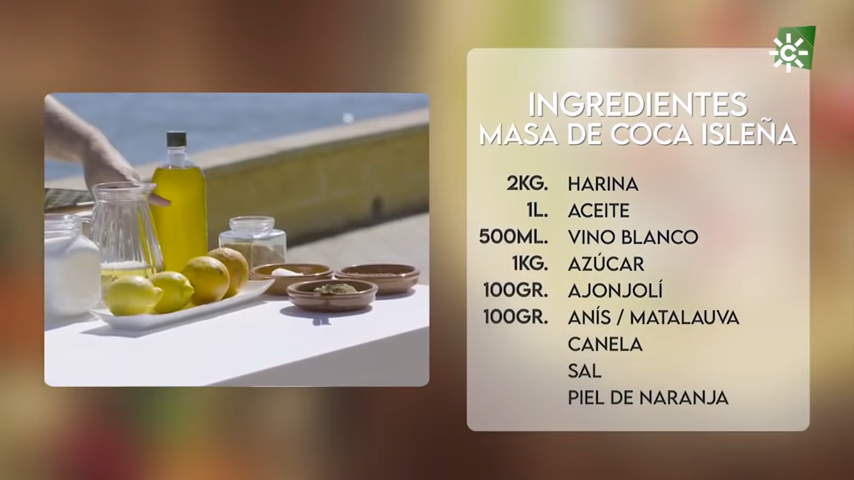 INGREDIENTES
MASA DE COCA ISLEÑA
2KG. HARINA
1L. ACEITE
500ML. VINO BLANCO
1KG. AZÚCAR
100GR. AJONJOLÍ
100GR. ANÍS / MATALAUVA
CANELA
SAL
PIEL DE NARANJA